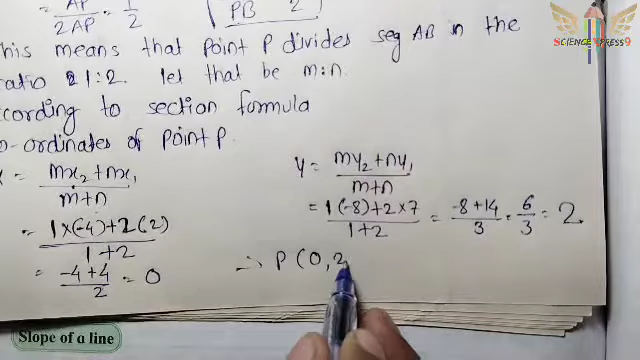 = AP/2AP = 1/2 PB 2
his means that point P divides seg AB in the
ratio 1:2. let that be m:n.
ccording to section formula
o-ordinates of point P.
x = mx₂+nx₁/m+n y = my₂+ny₁/m+n
= 1×(-4)+2(2)/1+2 = 1(-8)+2×7/1+2 = -8+14/3 = 6/3 = 2.
= -4+4/2 = 0 → P (0,2
Slope of a line
SCIENCE XPRESS9